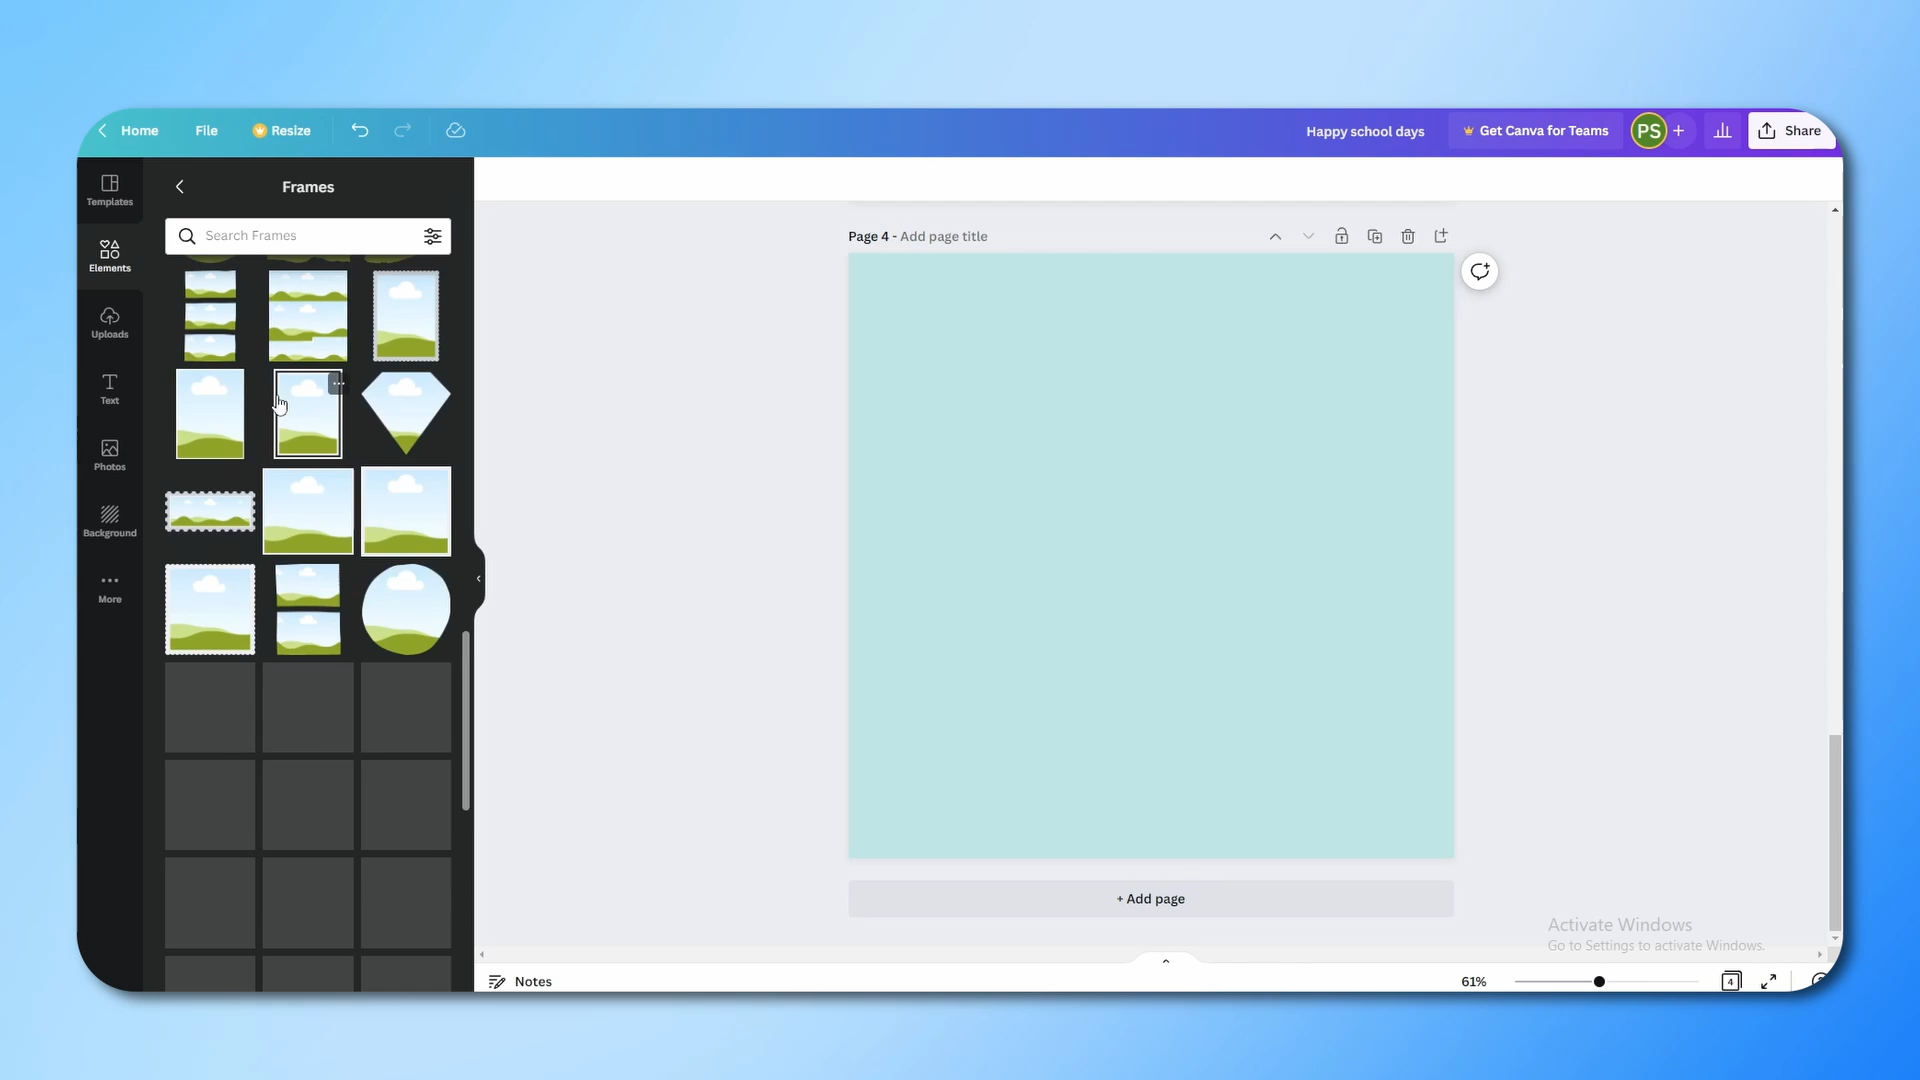 Home
File
Resize
Happy school days
Get Canva for Teams
PS
+
Share
Templates
Elements
Uploads
Text
Photos
Background
More
Frames
Search Frames
Page 4 - Add page title
+ Add page
Activate Windows
Go to Settings to activate Windows.
Notes
61%
4